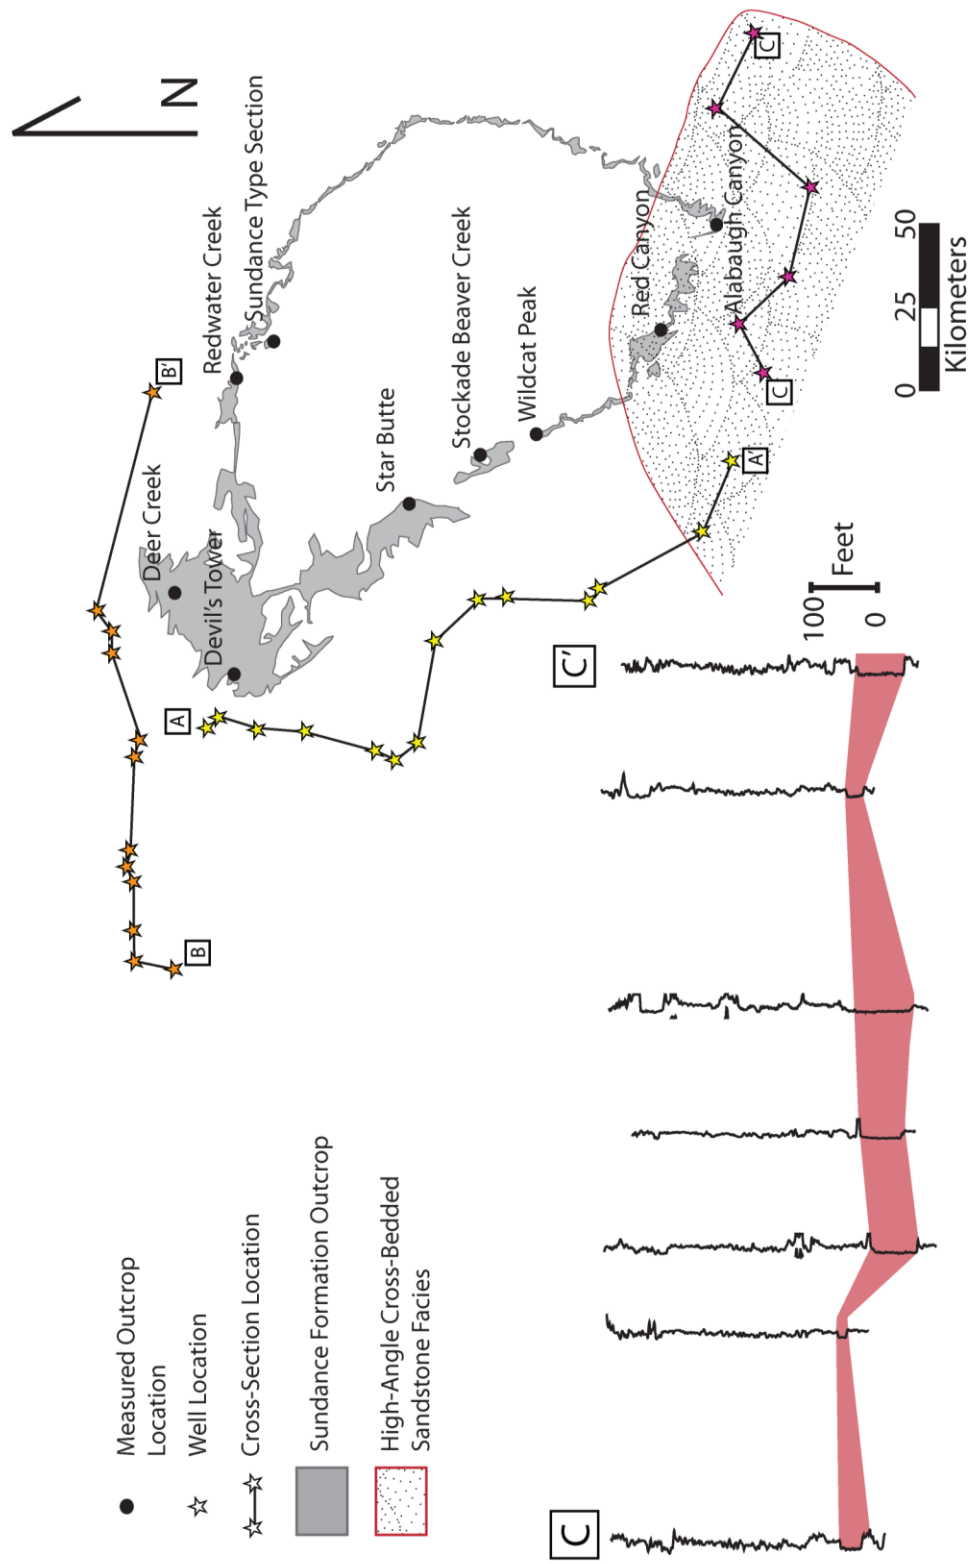 N
Measured Outcrop
Location
Well Location
Cross-Section Location
Sundance Formation Outcrop
High-Angle Cross-Bedded
Sandstone Facies
B
B'
A
A'
Deer Creek
Devil's Tower
Redwater Creek
Sundance Type Section
Star Butte
Stockade Beaver Creek
Wildcat Peak
Red Canyon
Alabaugh Canyon
C
C
0 25 50
Kilometers
C
C'
100
0
Feet